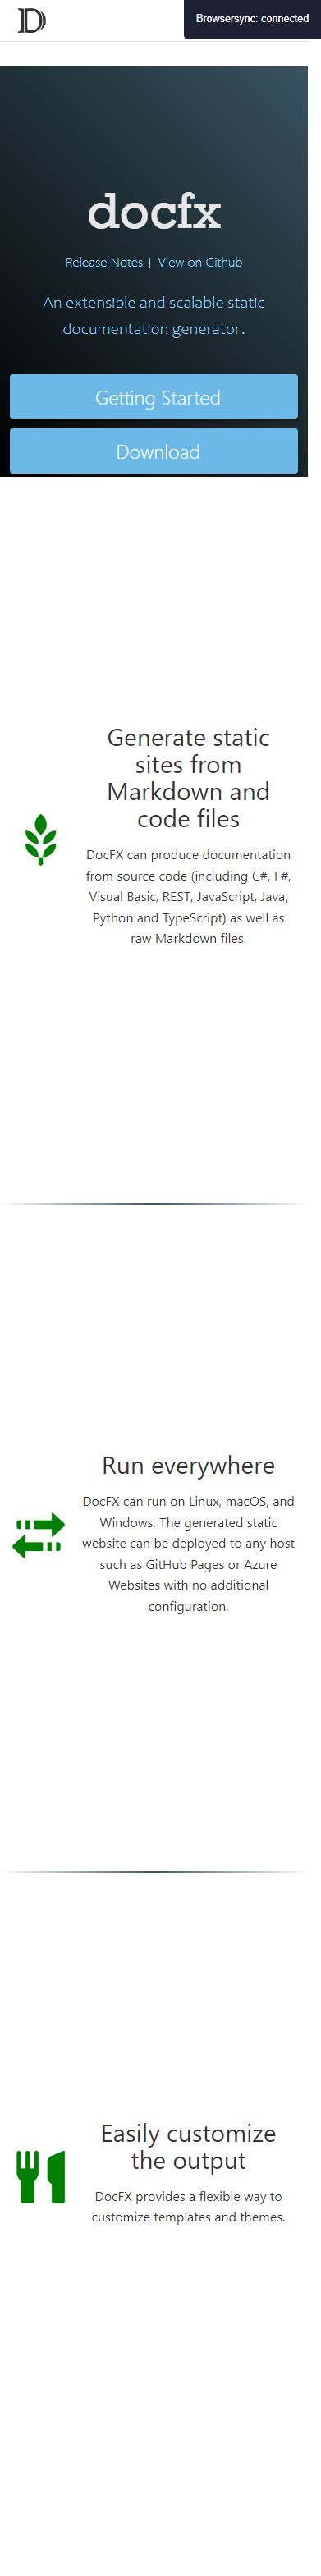 D
Browsersync: connected
docfx
Release Notes | View on Github
An extensible and scalable static
documentation generator.
Getting Started
Download
Generate static
sites from
Markdown and
code files
DocFX can produce documentation
from source code (including C#, F#,
Visual Basic, REST, JavaScript, Java,
Python and TypeScript) as well as
raw Markdown files.
Run everywhere
DocFX can run on Linux, macOS, and
Windows. The generated static
website can be deployed to any host
such as GitHub Pages or Azure
Websites with no additional
configuration.
Easily customize
the output
DocFX provides a flexible way to
customize templates and themes.